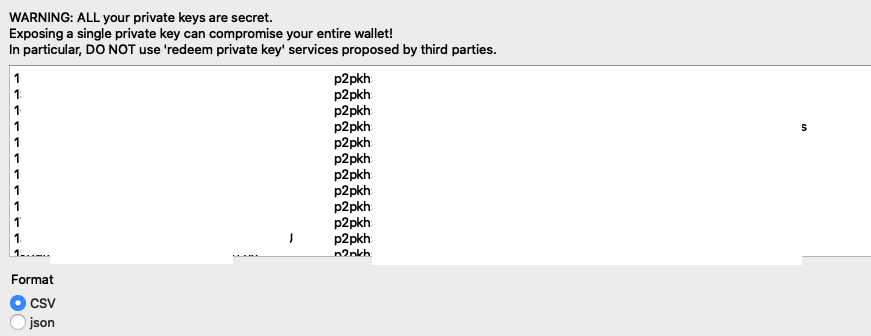 WARNING: ALL your private keys are secret.
Exposing a single private key can compromise your entire wallet!
In particular, DO NOT use 'redeem private key' services proposed by third parties.
1 p2pkh:
1 p2pkh:
1 p2pkh:
1 p2pkh: s
1 p2pkh:
1 p2pkh:
1 p2pkh:
1 p2pkh:
1 p2pkh:
1 p2pkh:
1 p2pkh:
1 p2pkh:
Format
CSV
json